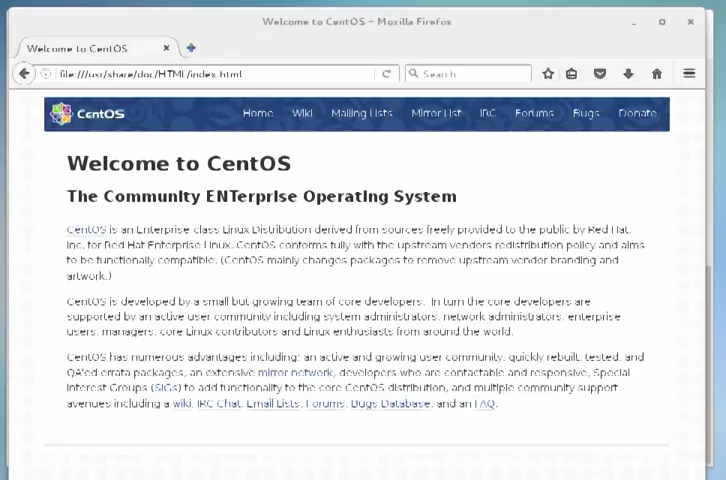 Welcome to CentOS - Mozilla Firefox
Welcome to CentOS
file:///usr/share/doc/HTML/index.html
Search
CentOS Home Wiki Mailing Lists Mirror List IRC Forums Bugs Donate
Welcome to CentOS
The Community ENTerprise Operating System
CentOS is an Enterprise-class Linux Distribution derived from sources freely provided to the public by Red Hat,
Inc. for Red Hat Enterprise Linux. CentOS conforms fully with the upstream vendors redistribution policy and aims
to be functionally compatible. (CentOS mainly changes packages to remove upstream vendor branding and
artwork.)
CentOS is developed by a small but growing team of core developers. In turn the core developers are
supported by an active user community including system administrators, network administrators, enterprise
users, managers, core Linux contributors and Linux enthusiasts from around the world.
CentOS has numerous advantages including: an active and growing user community, quickly rebuilt, tested, and
QA'ed errata packages, an extensive mirror network, developers who are contactable and responsive, Special
Interest Groups (SIGs) to add functionality to the core CentOS distribution, and multiple community support
avenues including a wiki, IRC Chat, Email Lists, Forums, Bugs Database, and an FAQ.